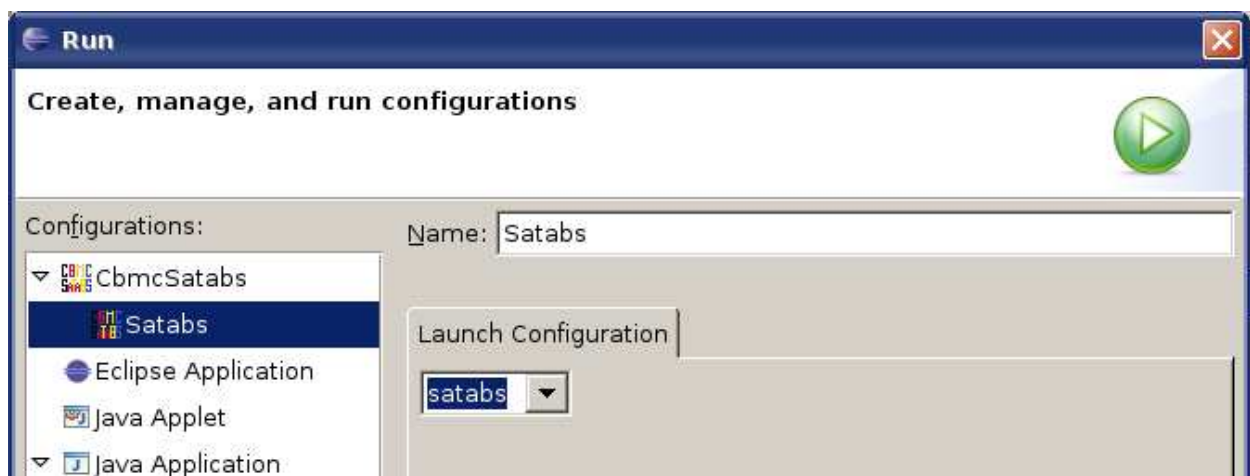 Run
Create, manage, and run configurations
Configurations:
Name: Satabs
CbmcSatabs
Satabs
Launch Configuration
Eclipse Application
satabs
Java Applet
Java Application